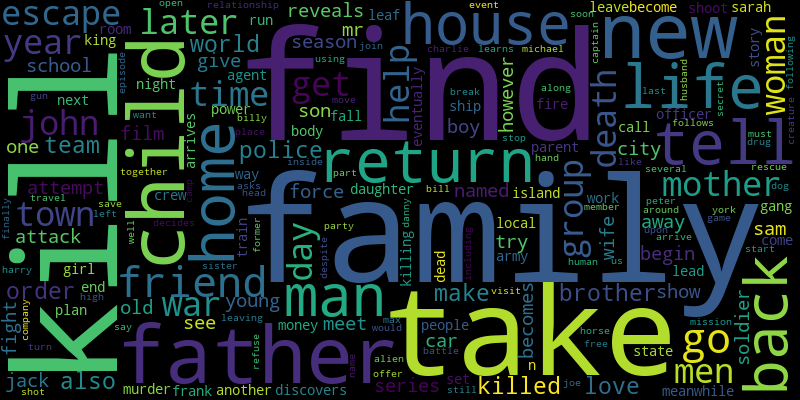 escape
later
open
relationship
run
reveals
leaf
event
soon
leave
become
shoot
sarah
year
king
room
season
mr
join
charlie
learns
michael
house
new
captain
story
following
school
episode
world
give
find
help
however
along
life
woman
gun
night
agent
get
using
move
eventually
break
ship
fire
last
husband
secret
creature
next
want
time
son
fall
boy
death
officer
john
child
power
billy
place
body
stop
call
follows
must
drug
film
arrives
one
team
together
police
inside
return
parent
hand
city
tell
like
several
rescue
dog
kill
attempt
home
way
asks
head
part
bill
named
island
group
mother
travel
save
crew
force
daughter
danny
work
member
peter
around
york
game
gang
finally
town
left
camp
train
former
family
local
wife
away
upon
arrive
sam
attack
well
decides
day
party
killing
dead
including
try
army
begin
start
come
harry
girl
sister
despite
human
us
lead
order
end
friend
man
visit
make
brother
show
soldier
back
company
plan
high
old
war
young
take
fight
say
leaving
see
money
meet
max
would
people
becomes
horse
free
go
mission
turn
father
refuse
name
alien
battle
car
state
jack
also
offer
series
set
n
men
shot
murder
frank
another
discovers
still
killed
joe
love
meanwhile